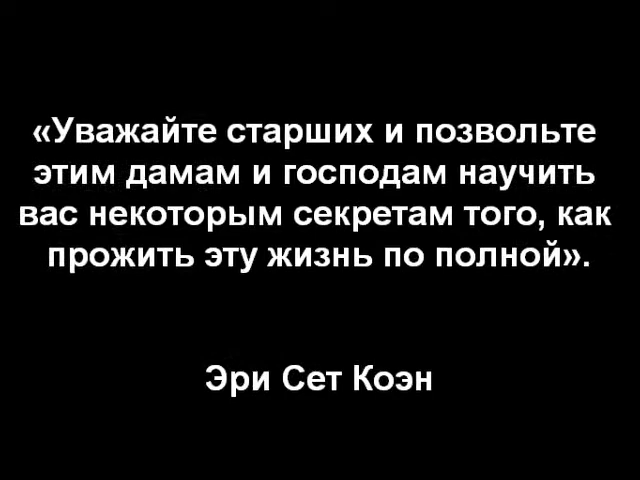 «Уважайте старших и позвольте
этим дамам и господам научить
вас некоторым секретам того, как
прожить эту жизнь по полной».
Эри Сет Коэн